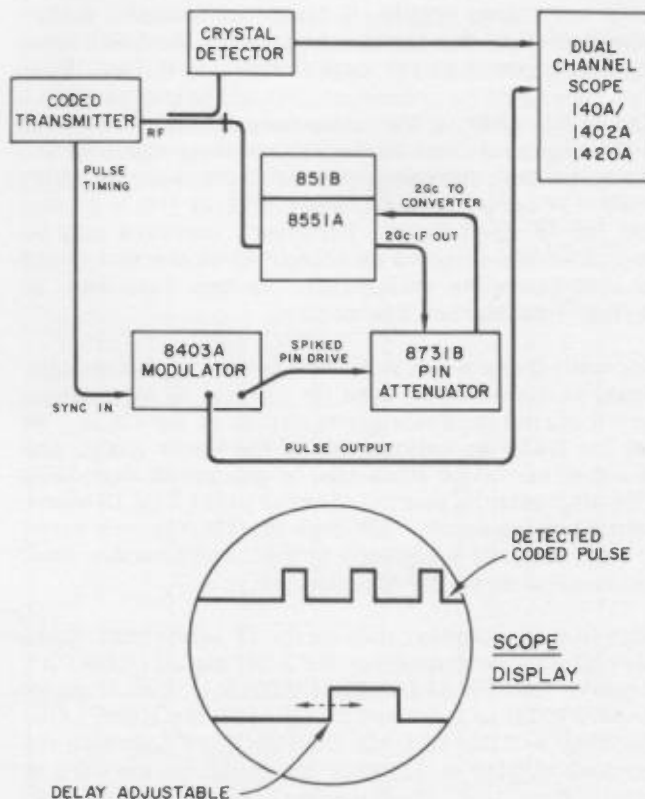 CRYSTAL
DETECTOR
DUAL
CHANNEL
SCOPE
140A/
1402A
1420A
CODED
TRANSMITTER
RF
PULSE
TIMING
851B
8551A
2Gc TO
CONVERTER
2Gc IF OUT
8403A
MODULATOR
SPIKED
PIN DRIVE
8731B
PIN
ATTENUATOR
SYNC IN
PULSE OUTPUT
DETECTED
CODED PULSE
SCOPE
DISPLAY
DELAY ADJUSTABLE